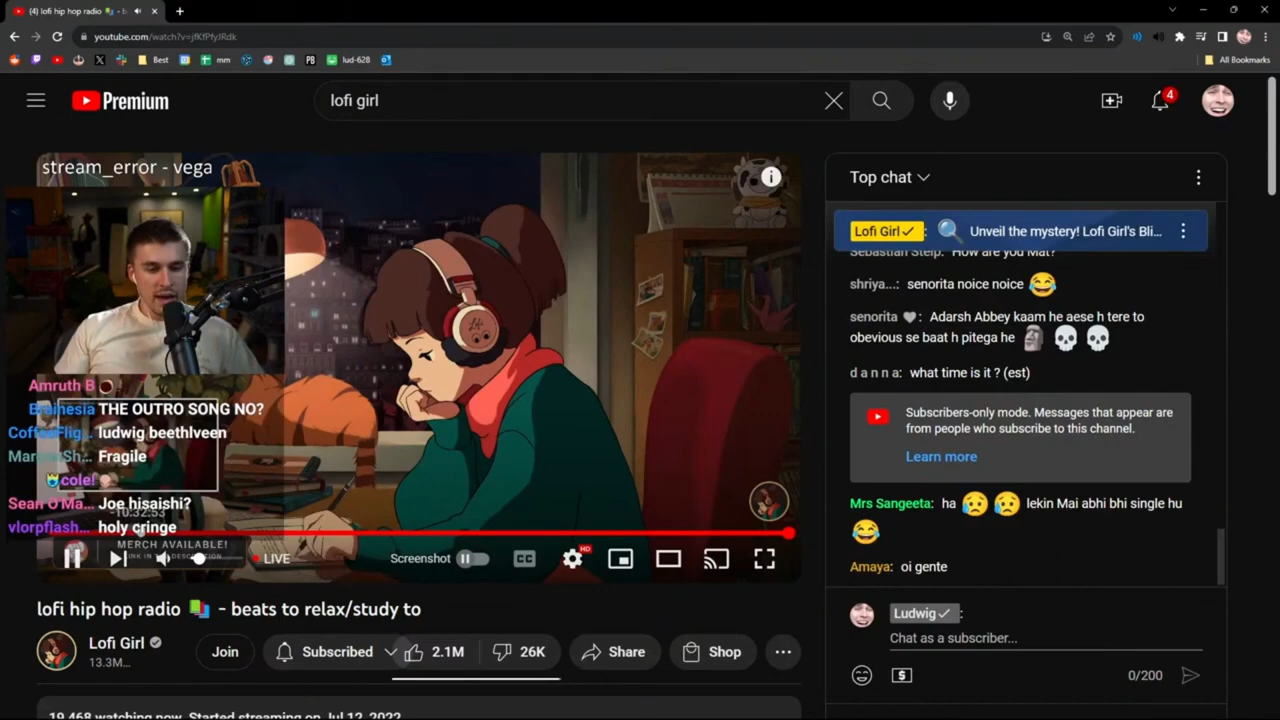 (4) lofi hip hop radio
youtube.com/watch?v=jfKfPfyJRdk
Best
mm
PB
lud-628
All Bookmarks
Premium
lofi girl
4
stream_error - vega
Amruth B
Brainesia THE OUTRO SONG NO?
CoffeeFlig... ludwig beethlveen
Fragile
cole!
Sean O'Ma... Joe hisaishi?
vlorpflash... holy cringe
-10:32:53
MERCH AVAILABLE!
LINK IN DESCRIPTION
LIVE
Screenshot
CC
HD
lofi hip hop radio 📚 - beats to relax/study to
Lofi Girl
13.3M...
Join
Subscribed
2.1M
26K
Share
Shop
19,468 watching now Started streaming on Jul 12, 2022
Top chat
Lofi Girl : Unveil the mystery! Lofi Girl's Bli...
Sebastian Steip: How are you Mat?
shriya...: senorita noice noice 😂
senorita 🤍: Adarsh Abbey kaam he aese h tere to
obevious se baat h pitega he 🗿 💀 💀
d a n n a: what time is it ? (est)
Subscribers-only mode. Messages that appear are
from people who subscribe to this channel.
Learn more
Mrs Sangeeta: ha 😥 😥 lekin Mai abhi bhi single hu
😂
Amaya: oi gente
Ludwig :
Chat as a subscriber...
0/200